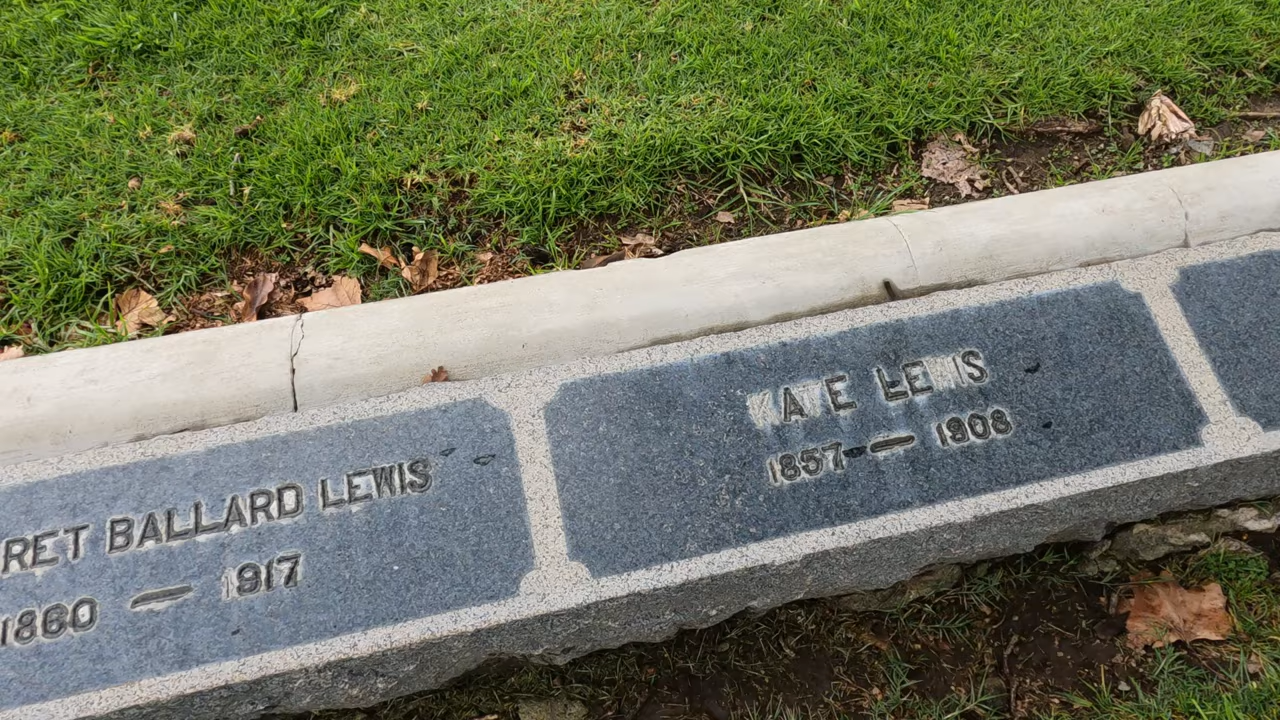 RET BALLARD LEWIS
1860 — 1917
KATE LEWIS
1857 — 1908